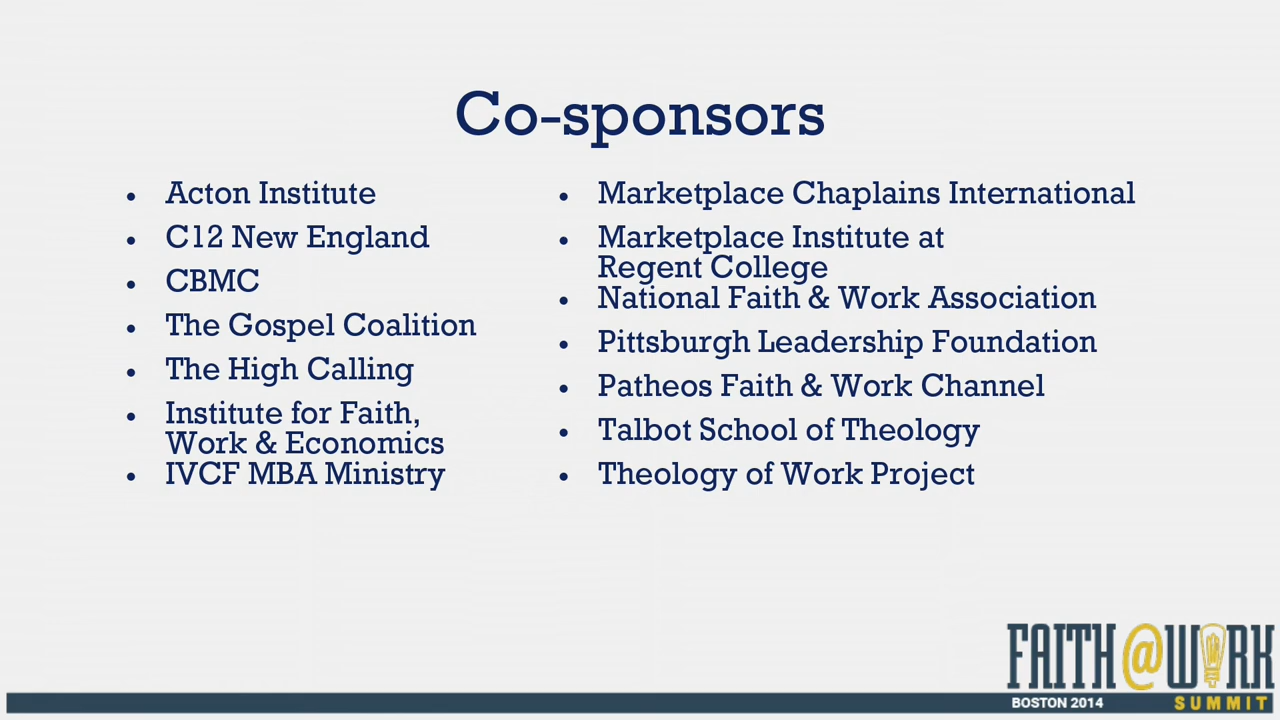 Co-sponsors
• Acton Institute
• C12 New England
• CBMC
• The Gospel Coalition
• The High Calling
• Institute for Faith,
Work & Economics
• IVCF MBA Ministry
• Marketplace Chaplains International
• Marketplace Institute at
Regent College
• National Faith & Work Association
• Pittsburgh Leadership Foundation
• Patheos Faith & Work Channel
• Talbot School of Theology
• Theology of Work Project
FAITH@WORK
BOSTON 2014 SUMMIT